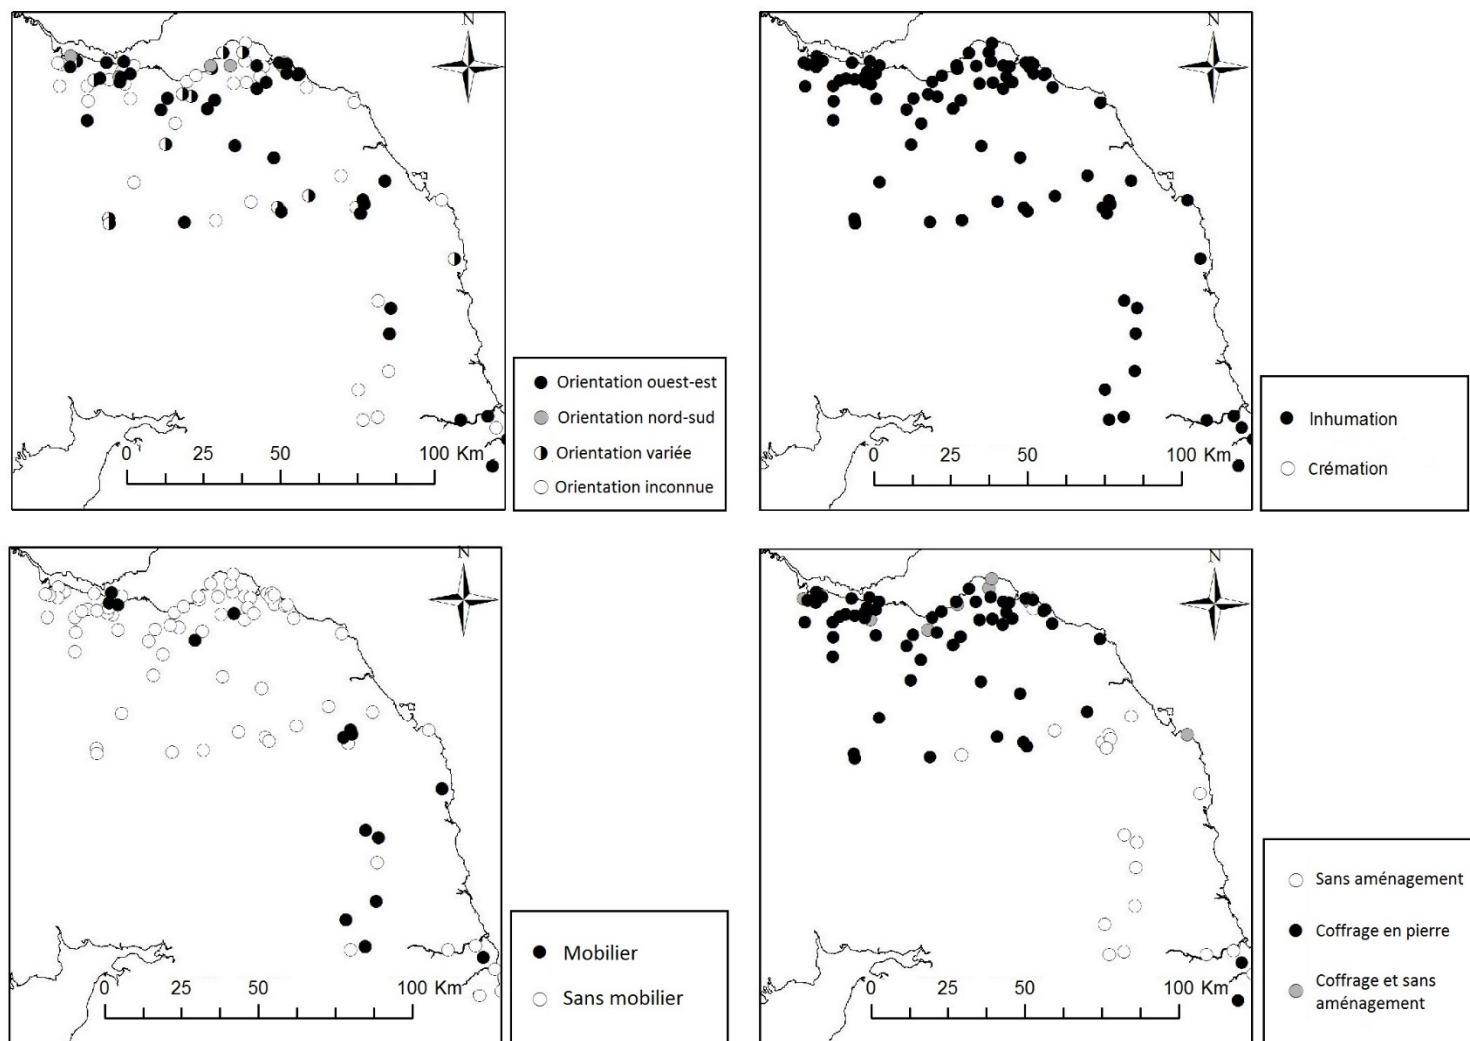 N
0 25 50 100 Km
Orientation ouest-est
Orientation nord-sud
Orientation variée
Orientation inconnue
N
0 25 50 100 Km
Inhumation
Crémation
N
0 25 50 100 Km
Mobilier
Sans mobilier
N
0 25 50 100 Km
Sans aménagement
Coffrage en pierre
Coffrage et sans
aménagement